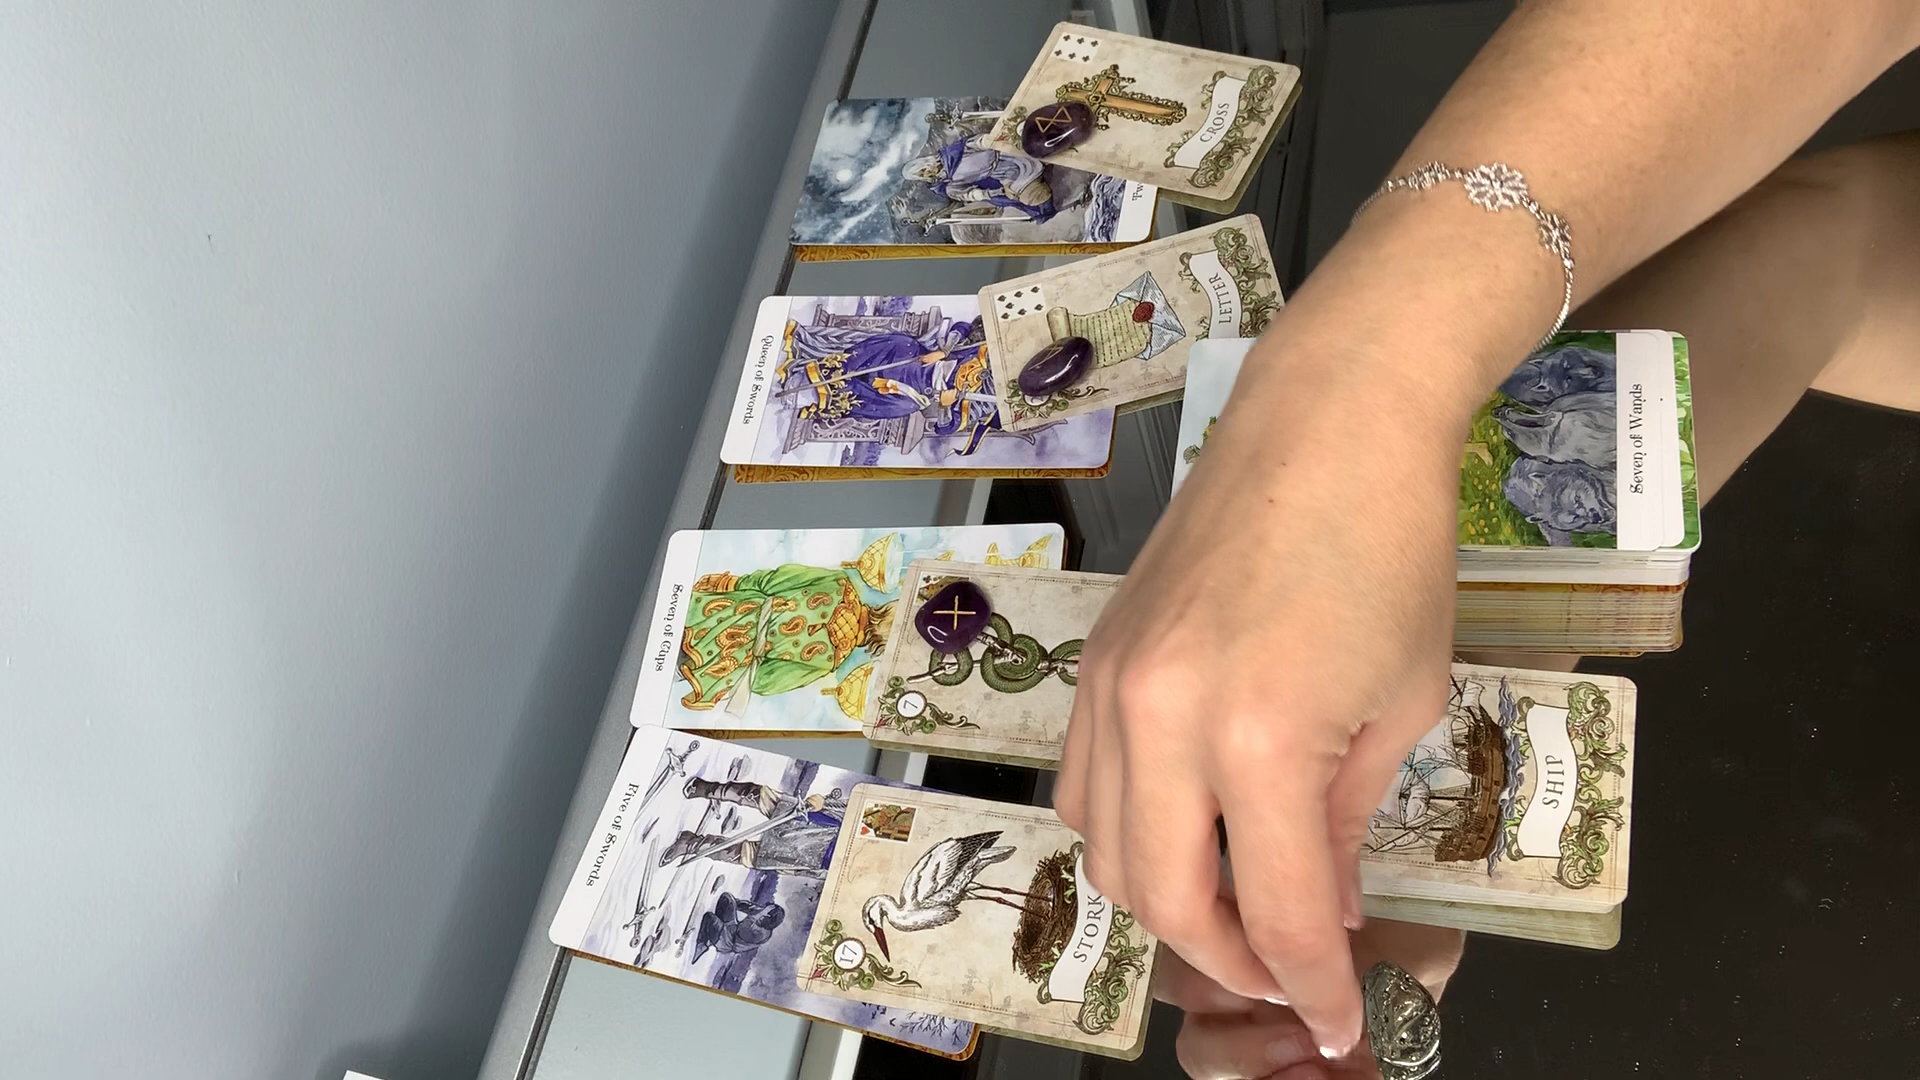 CROSS
Queen of Swords
LETTER
Seven of Wands
Seven of Cups
7
SHIP
Five of Swords
17
STORK